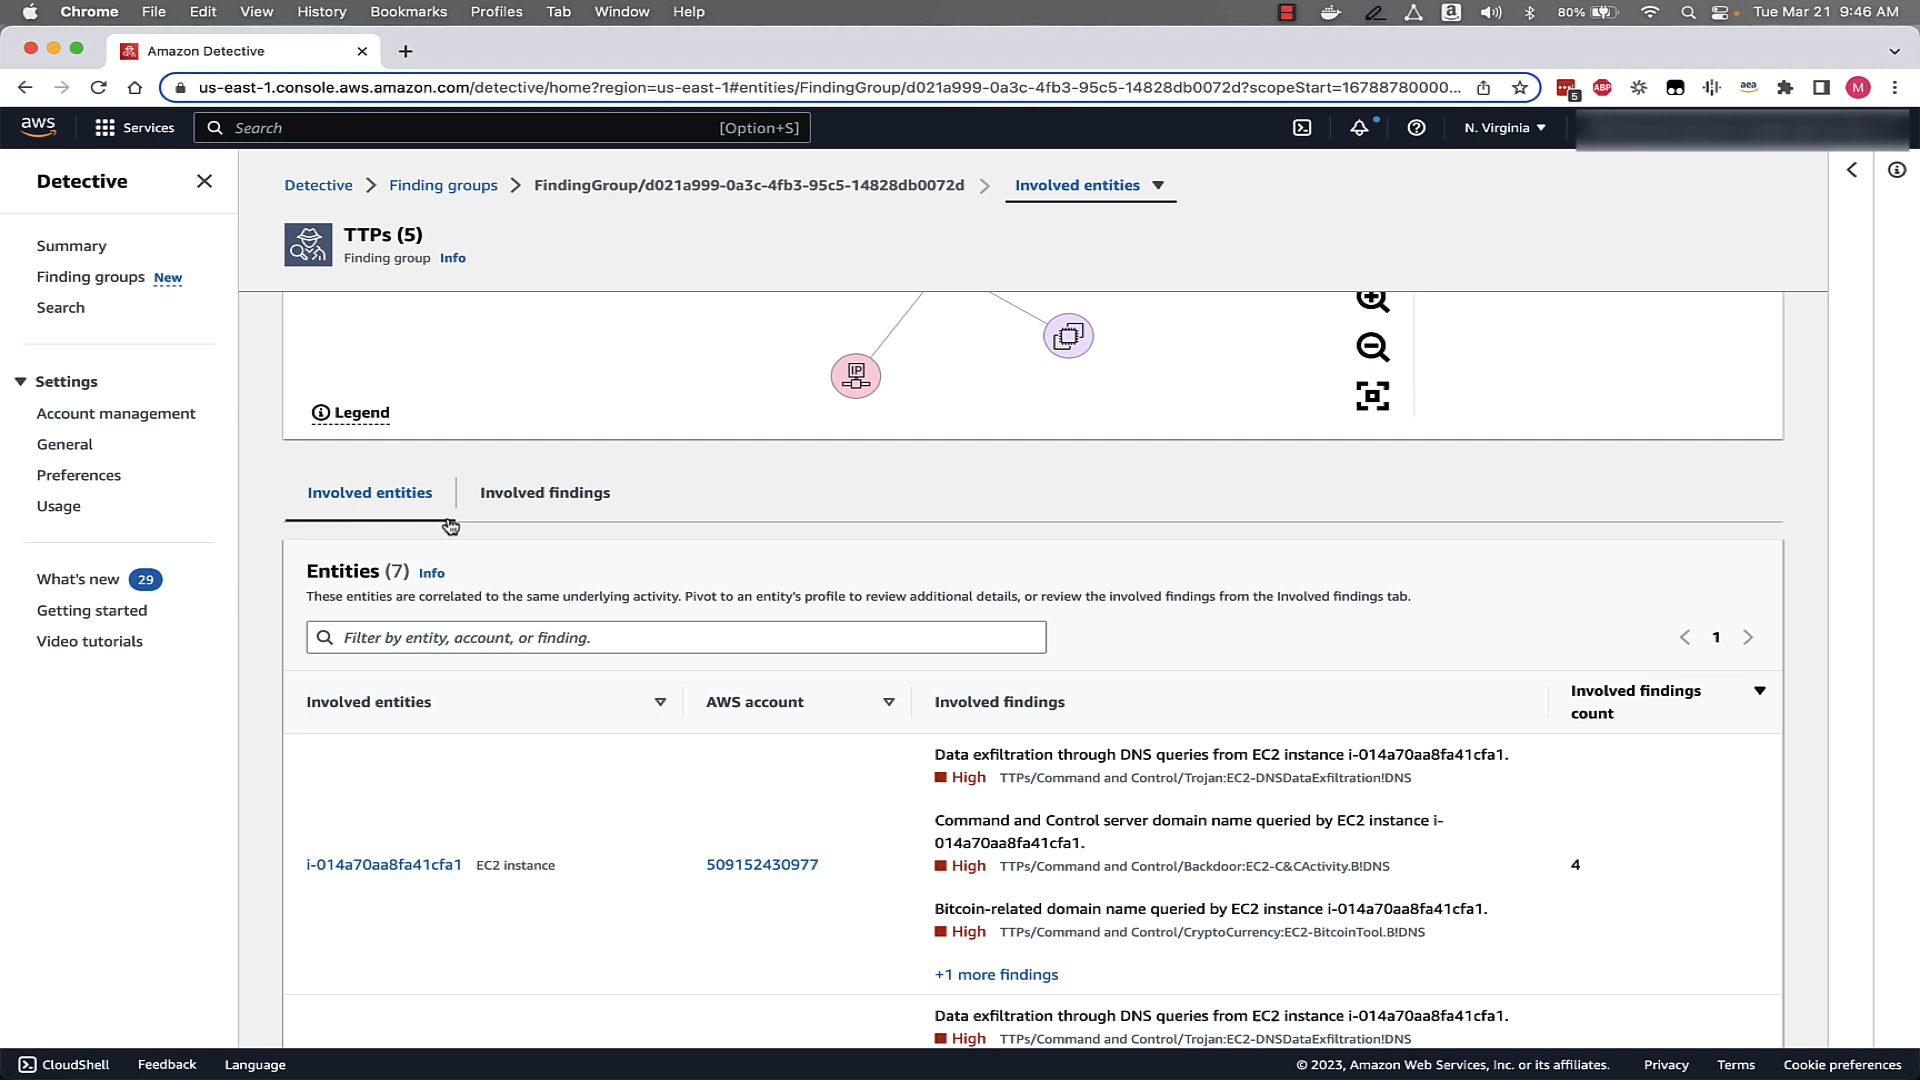 Chrome File Edit View History Bookmarks Profiles Tab Window Help 80% Tue Mar 21 9:46 AM
Amazon Detective
us-east-1.console.aws.amazon.com/detective/home?region=us-east-1#entities/FindingGroup/d021a999-0a3c-4fb3-95c5-14828db0072d?scopeStart=16788780000... 5 ABP aea M
aws Services Search [Option+S] N. Virginia
Detective
Summary
Finding groups New
Search
Settings
Account management
General
Preferences
Usage
What's new 29
Getting started
Video tutorials
Detective Finding groups FindingGroup/d021a999-0a3c-4fb3-95c5-14828db0072d Involved entities
TTPs (5)
Finding group Info
IP
Legend
Involved entities Involved findings
Entities (7) Info
These entities are correlated to the same underlying activity. Pivot to an entity's profile to review additional details, or review the involved findings from the Involved findings tab.
Filter by entity, account, or finding. 1
Involved entities AWS account Involved findings Involved findings count
Data exfiltration through DNS queries from EC2 instance i-014a70aa8fa41cfa1.
High TTPs/Command and Control/Trojan:EC2-DNSDataExfiltration!DNS
Command and Control server domain name queried by EC2 instance i-
014a70aa8fa41cfa1.
i-014a70aa8fa41cfa1 EC2 instance 509152430977 High TTPs/Command and Control/Backdoor:EC2-C&CActivity.B!DNS 4
Bitcoin-related domain name queried by EC2 instance i-014a70aa8fa41cfa1.
High TTPs/Command and Control/CryptoCurrency:EC2-BitcoinTool.B!DNS
+1 more findings
Data exfiltration through DNS queries from EC2 instance i-014a70aa8fa41cfa1.
High TTPs/Command and Control/Trojan:EC2-DNSDataExfiltration!DNS
CloudShell Feedback Language © 2023, Amazon Web Services, Inc. or its affiliates. Privacy Terms Cookie preferences